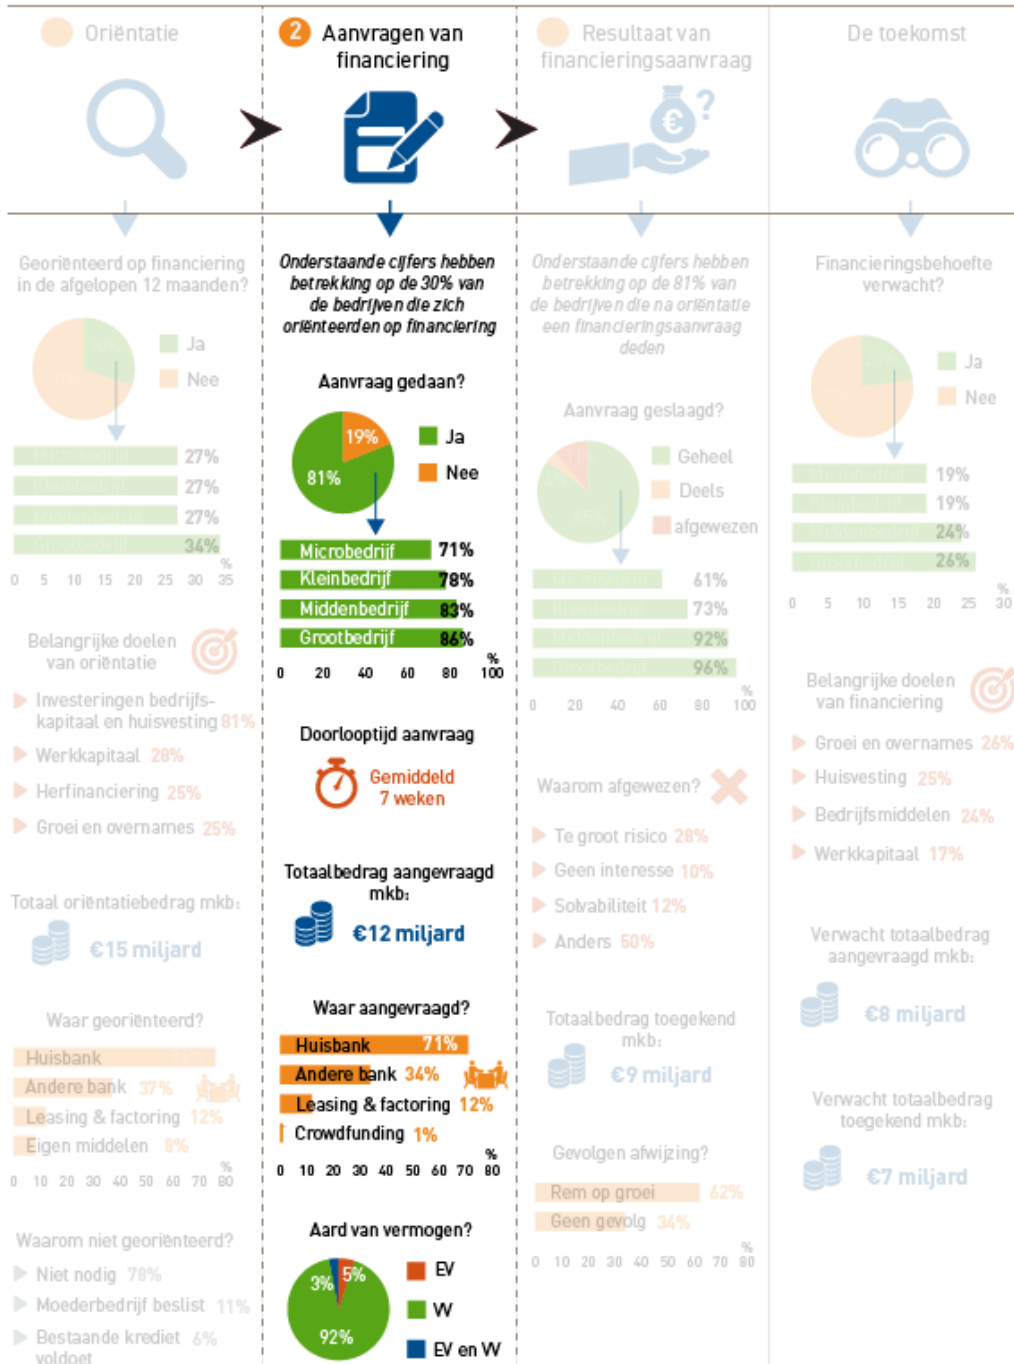 Oriëntatie
Georiënteerd op financiering
in de afgelopen 12 maanden?
Ja
Nee
27%
27%
27%
Grootbedrijf 34%
%
0 5 10 15 20 25 30 35
Belangrijke doelen
van oriëntatie
Investeringen bedrijfs-
kapitaal en huisvesting 81%
Werkkapitaal 28%
Herfinanciering 25%
Groei en overnames 25%
Totaal oriëntatiebedrag mkb:
€15 miljard
Waar georiënteerd?
Huisbank
Andere bank 37%
Leasing & factoring 12%
Eigen middelen 8%
%
0 10 20 30 40 50 60 70 80
Waarom niet georiënteerd?
Niet nodig 78%
Moederbedrijf beslist 11%
Bestaande krediet 6%
voldoet
2 Aanvragen van
financiering
Onderstaande cijfers hebben
betrekking op de 30% van
de bedrijven die zich
oriënteerden op financiering
Aanvraag gedaan?
19%
81%
Ja
Nee
Microbedrijf 71%
Kleinbedrijf 78%
Middenbedrijf 83%
Grootbedrijf 86%
%
0 20 40 60 80 100
Doorlooptijd aanvraag
Gemiddeld
7 weken
Totaalbedrag aangevraagd
mkb:
€12 miljard
Waar aangevraagd?
Huisbank 71%
Andere bank 34%
Leasing & factoring 12%
Crowdfunding 1%
%
0 10 20 30 40 50 60 70 80
Aard van vermogen?
3% 5%
92%
EV
VV
EV en VV
Resultaat van
financieringsaanvraag
€ ?
Onderstaande cijfers hebben
betrekking op de 81% van
de bedrijven die na oriëntatie
een financieringsaanvraag
deden
Aanvraag geslaagd?
Geheel
Deels
afgewezen
61%
73%
92%
96%
%
0 20 40 60 80 100
Waarom afgewezen?
Te groot risico 28%
Geen interesse 10%
Solvabiliteit 12%
Anders 50%
Totaalbedrag toegekend
mkb:
€9 miljard
Gevolgen afwijzing?
Rem op groei 62%
Geen gevolg 34%
%
0 10 20 30 40 50 60 70 80
De toekomst
Financieringsbehoefte
verwacht?
Ja
Nee
19%
19%
24%
26%
%
0 5 10 15 20 25 30
Belangrijke doelen
van financiering
Groei en overnames 26%
Huisvesting 25%
Bedrijfsmiddelen 24%
Werkkapitaal 17%
Verwacht totaalbedrag
aangevraagd mkb:
€8 miljard
Verwacht totaalbedrag
toegekend mkb:
€7 miljard